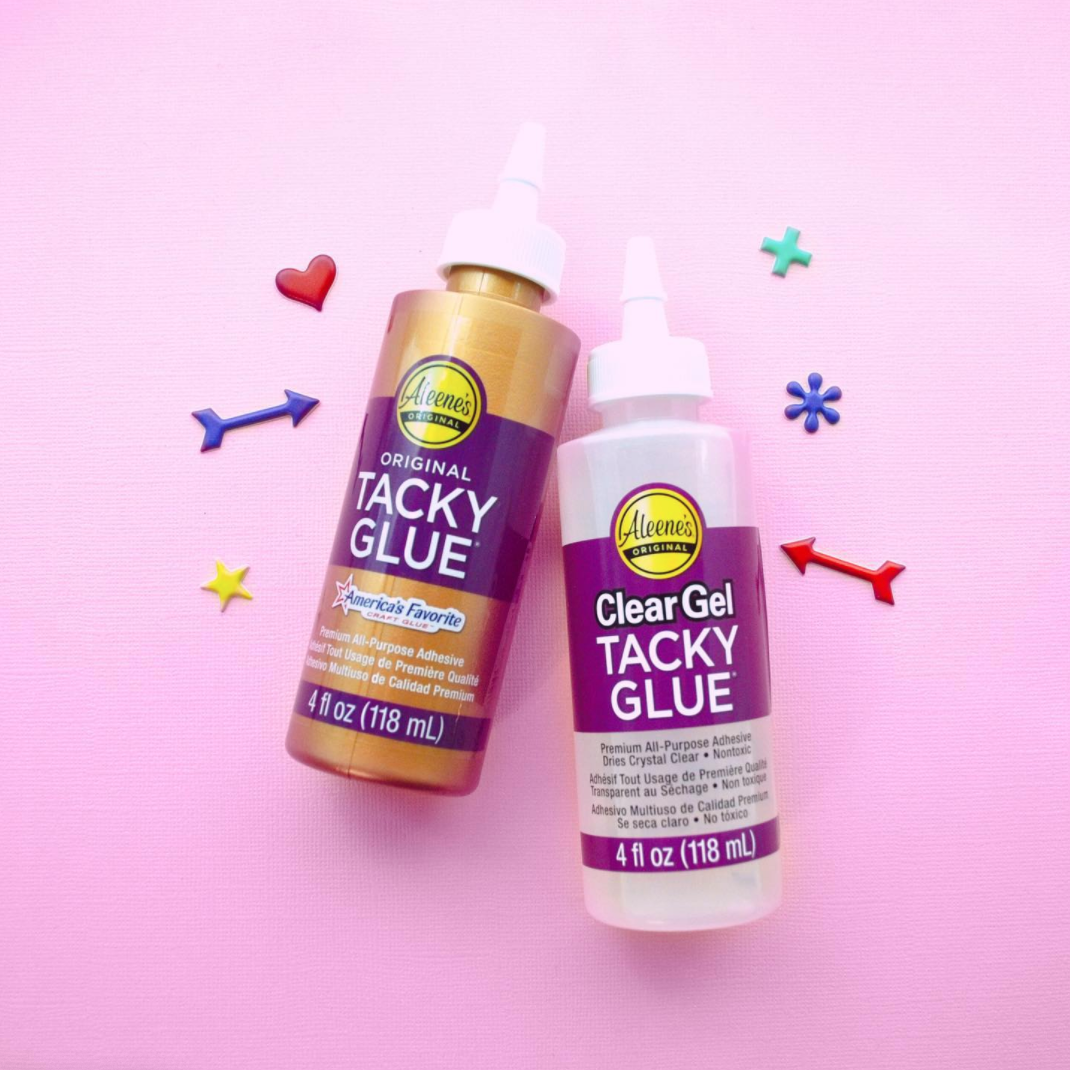 Aleene's
ORIGINAL
ORIGINAL
TACKY
GLUE
America's Favorite
CRAFT GLUE™
Premium All-Purpose Adhesive
Adhésif Tout Usage de Première Qualité
Adhesivo Multiuso de Calidad Premium
4 fl oz (118 mL)
Aleene's
ORIGINAL
Clear Gel
TACKY
GLUE
Premium All-Purpose Adhesive
Dries Crystal Clear • Nontoxic
Adhésif Tout Usage de Première Qualité
Transparent au Séchage • Non toxique
Adhesivo Multiuso de Calidad Premium
Se seca claro • No tóxico
4 fl oz (118 mL)